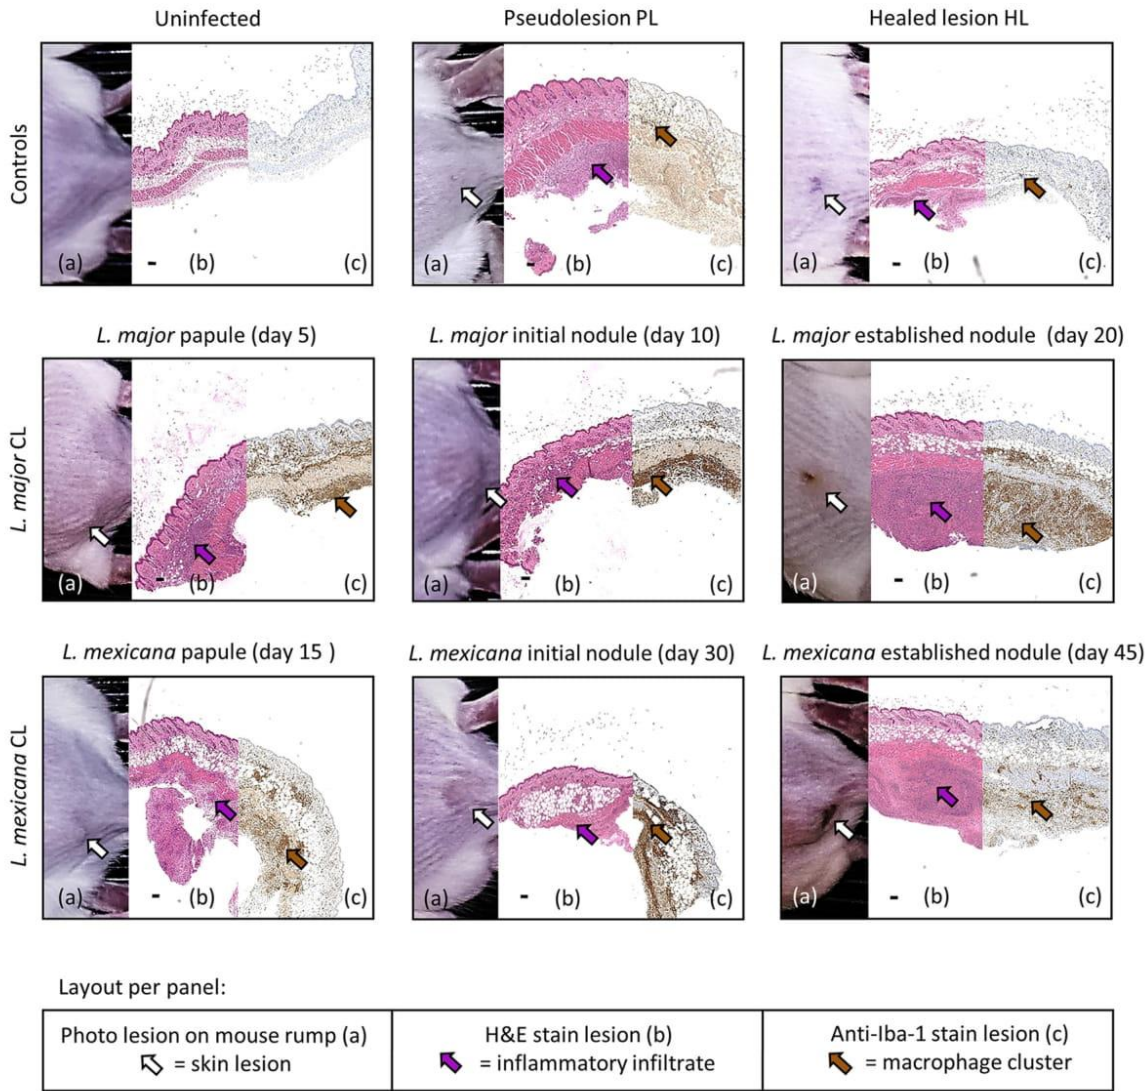 Uninfected
Pseudolesion PL
Healed lesion HL
Controls
(a) (b) (c)
(a) (b) (c)
(a) (b) (c)
L. major papule (day 5)
L. major initial nodule (day 10)
L. major established nodule (day 20)
L. major CL
(a) (b) (c)
(a) (b) (c)
(a) (b) (c)
L. mexicana papule (day 15 )
L. mexicana initial nodule (day 30)
L. mexicana established nodule (day 45)
L. mexicana CL
(a) (b) (c)
(a) (b) (c)
(a) (b) (c)
Layout per panel:
Photo lesion on mouse rump (a)
= skin lesion
H&E stain lesion (b)
= inflammatory infiltrate
Anti-Iba-1 stain lesion (c)
= macrophage cluster